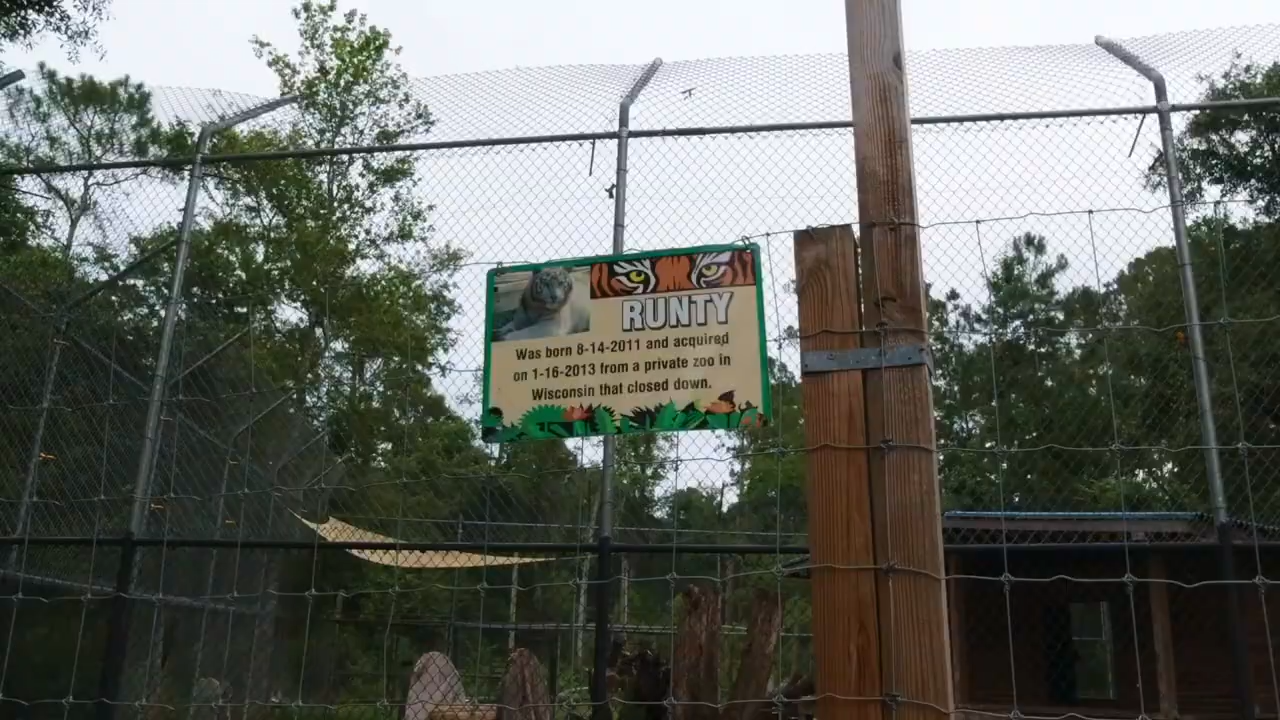 RUNTY
Was born 8-14-2011 and acquired
on 1-16-2013 from a private zoo in
Wisconsin that closed down.